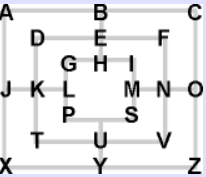 A B C
D E F
G H I
J K L M N O
P S
T U V
X Y Z